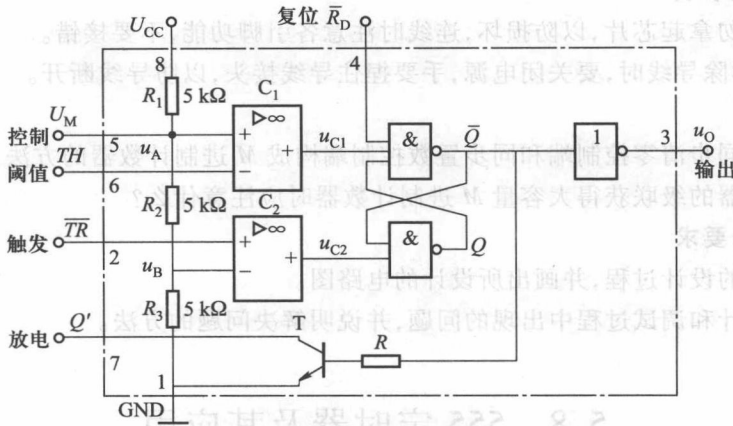 U_CC
复位 R̄_D
8
4
R₁
5 kΩ
C₁
控制
U_M
5
u_A
+
−
▷∞
+
u_C1
&
Q̄
1
3
u_O
输出
阈值
TH
6
R₂
5 kΩ
C₂
触发
T̄R̄
2
u_B
+
−
▷∞
+
u_C2
&
Q
R₃
5 kΩ
放电
Q'
7
R
1
GND